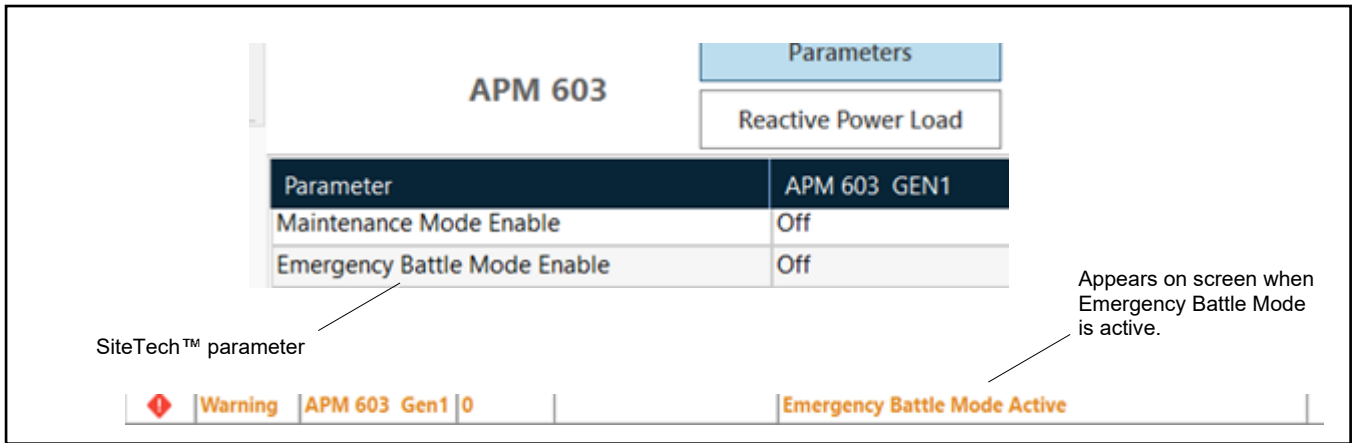 Parameters
APM 603
Reactive Power Load
Parameter APM 603 GEN1
Maintenance Mode Enable Off
Emergency Battle Mode Enable Off
Appears on screen when
Emergency Battle Mode
is active.
SiteTech™ parameter
Warning APM 603 Gen1 0 Emergency Battle Mode Active